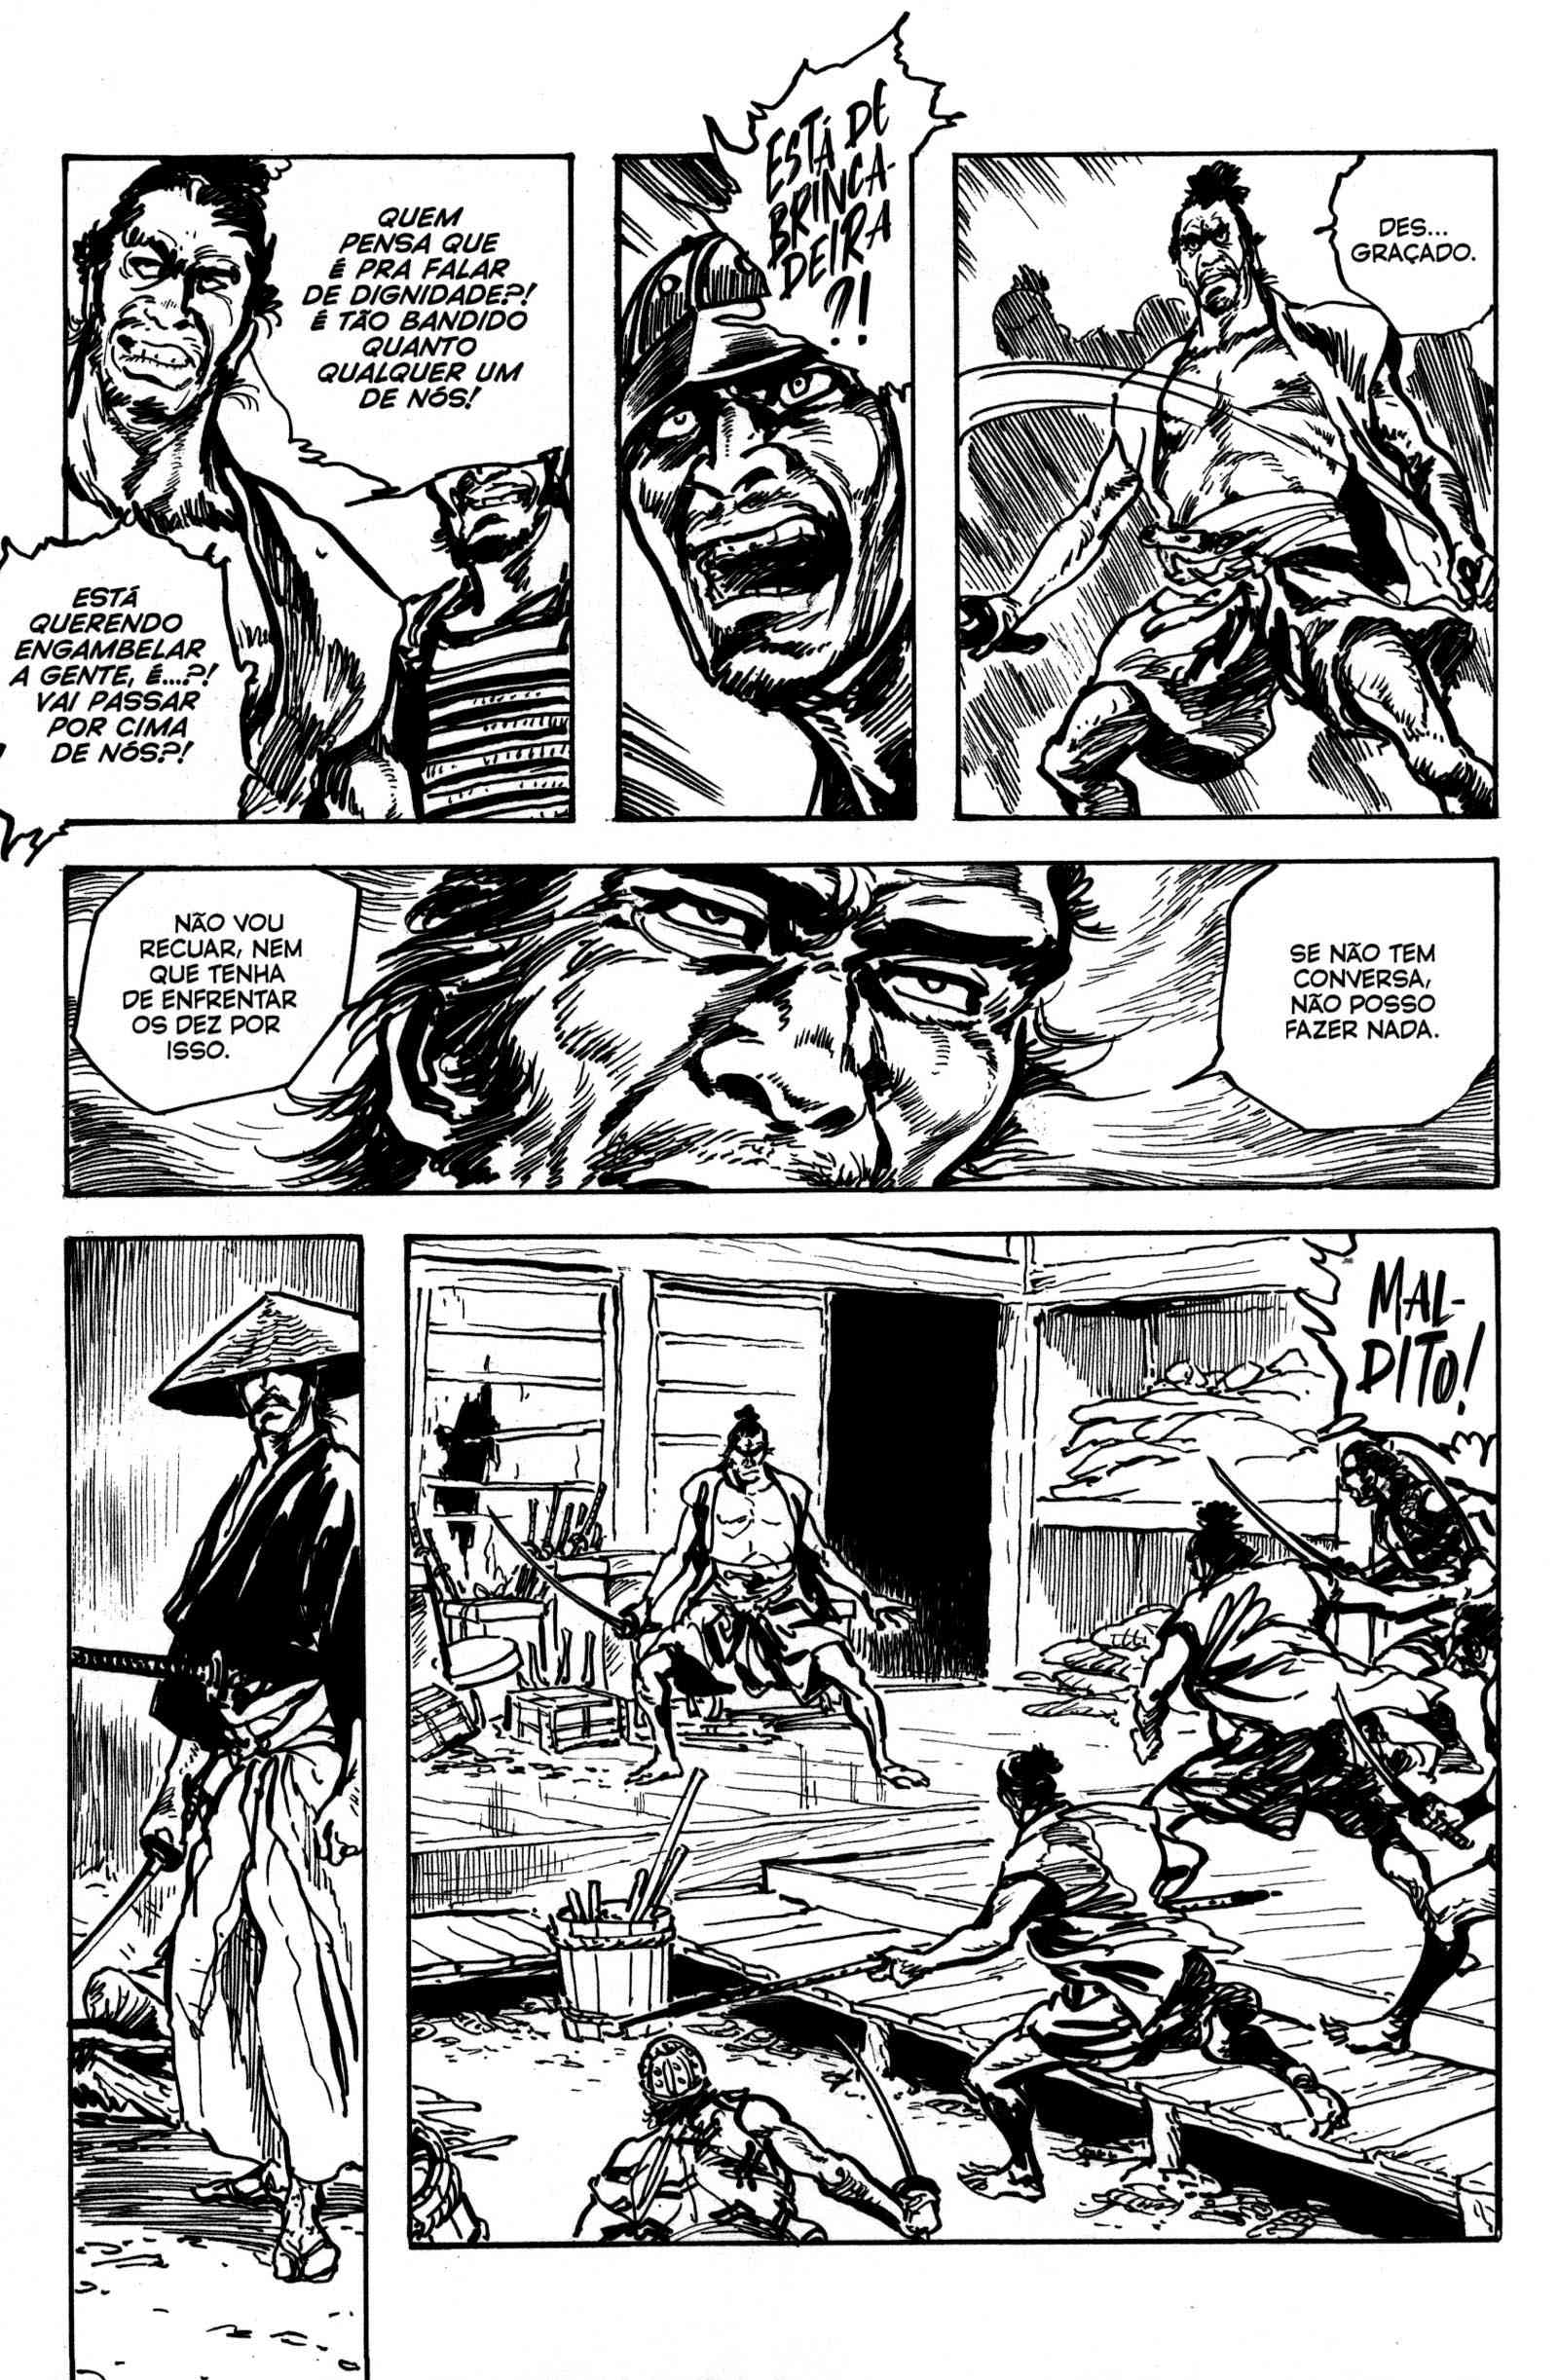 DES...
GRAÇADO.
ESTÁ DE
BRINCA-
DEIRA
?!
QUEM
PENSA QUE
É PRA FALAR
DE DIGNIDADE?!
É TÃO BANDIDO
QUANTO
QUALQUER UM
DE NÓS!
ESTÁ
QUERENDO
ENGAMBELAR
A GENTE, É...?!
VAI PASSAR
POR CIMA
DE NÓS?!
SE NÃO TEM
CONVERSA,
NÃO POSSO
FAZER NADA.
NÃO VOU
RECUAR, NEM
QUE TENHA
DE ENFRENTAR
OS DEZ POR
ISSO.
MAL-
DITO!